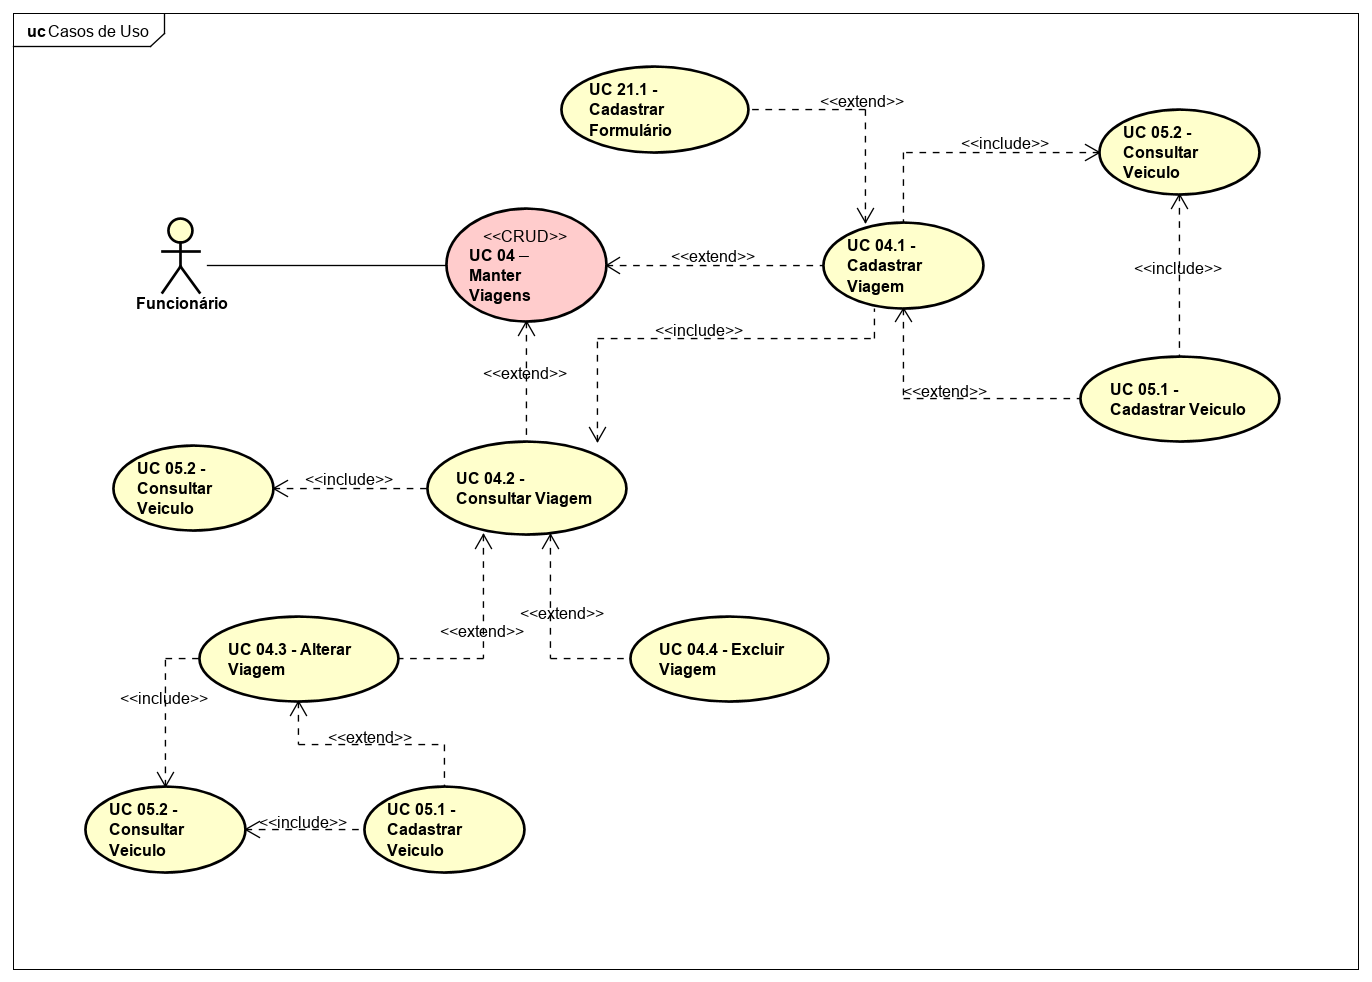 uc Casos de Uso
UC 21.1 -
Cadastrar
Formulário
<<extend>>
UC 05.2 -
Consultar
Veiculo
<<include>>
Funcionário
<<CRUD>>
UC 04 –
Manter
Viagens
<<extend>>
UC 04.1 -
Cadastrar
Viagem
<<include>>
<<include>>
<<extend>>
<<extend>>
UC 05.1 -
Cadastrar Veiculo
UC 05.2 -
Consultar
Veiculo
<<include>>
UC 04.2 -
Consultar Viagem
<<extend>>
<<extend>>
UC 04.3 - Alterar
Viagem
UC 04.4 - Excluir
Viagem
<<include>>
<<extend>>
UC 05.2 -
Consultar
Veiculo
<<include>>
UC 05.1 -
Cadastrar
Veiculo